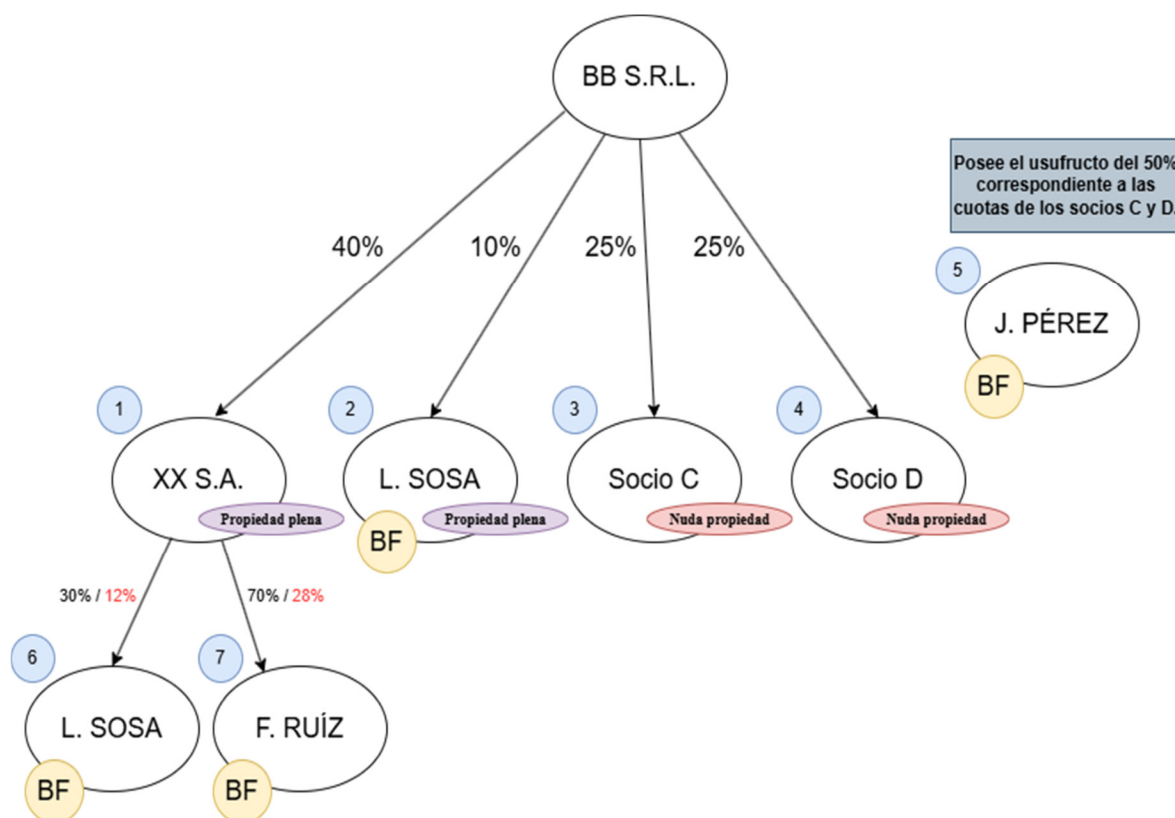 BB S.R.L.
Posee el usufructo del 50%
correspondiente a las
cuotas de los socios C y D.
40%
10%
25%
25%
5
J. PÉREZ
BF
1
2
3
4
XX S.A.
L. SOSA
Socio C
Socio D
Propiedad plena
Propiedad plena
Nuda propiedad
Nuda propiedad
BF
30% / 12%
70% / 28%
6
7
L. SOSA
F. RUÍZ
BF
BF